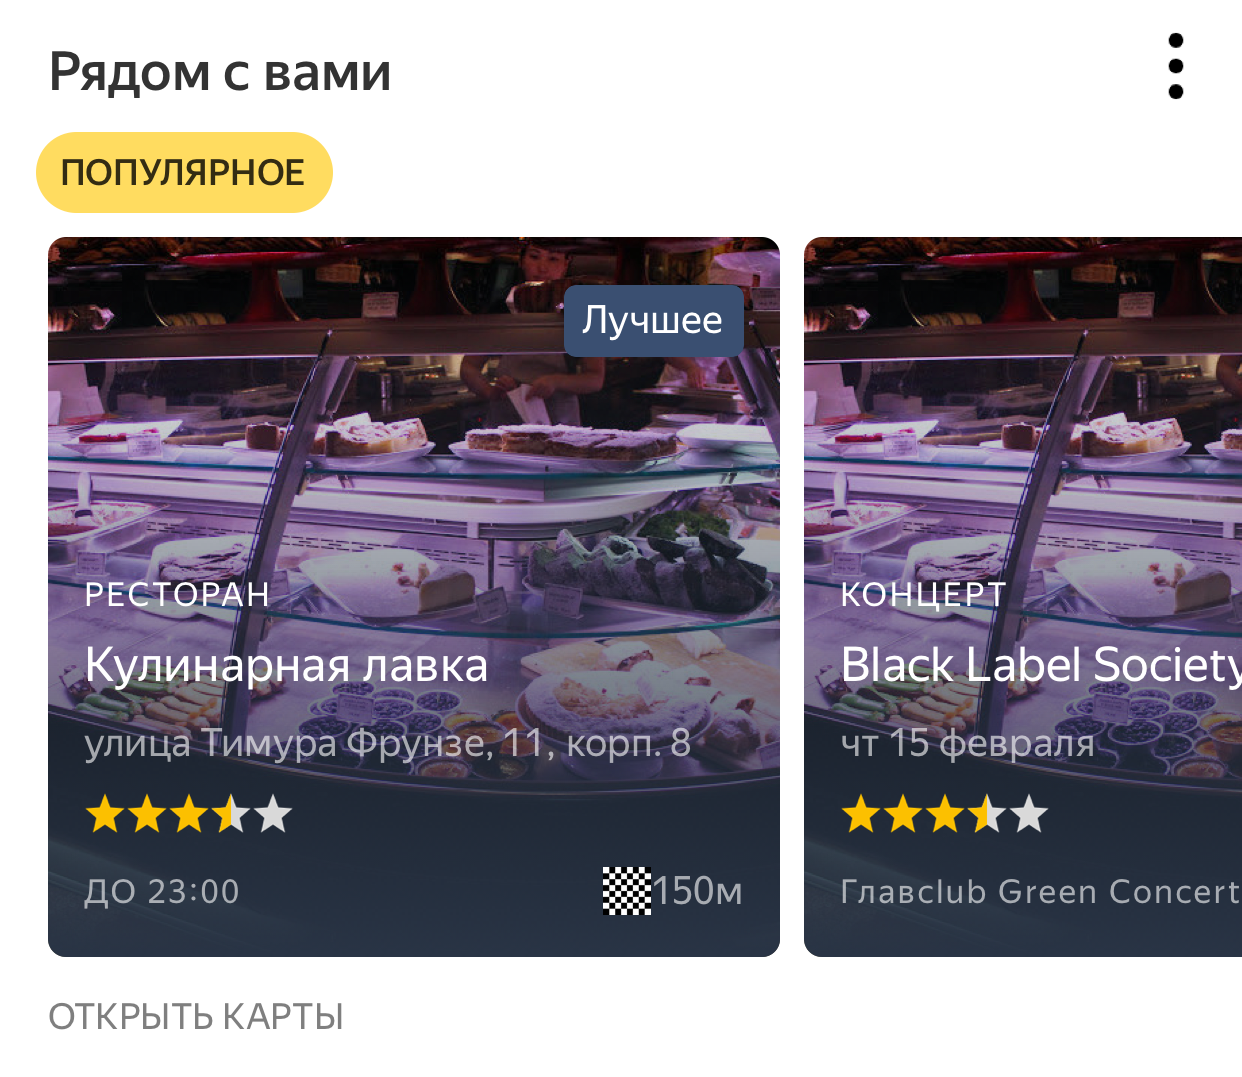 Рядом с вами
ПОПУЛЯРНОЕ
Лучшее
РЕСТОРАН
Кулинарная лавка
улица Тимура Фрунзе, 11, корп. 8
ДО 23:00
150м
КОНЦЕРТ
Black Label Society
чт 15 февраля
Главclub Green Concert
ОТКРЫТЬ КАРТЫ